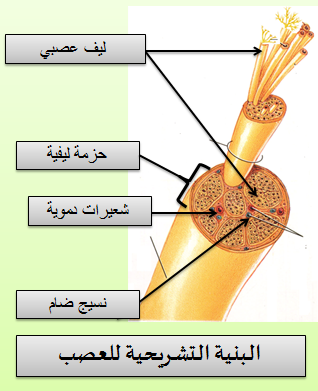 ليف عصبي
حزمة ليفية
شعيرات دموية
نسيج ضام
البنية التشريحية للعصب